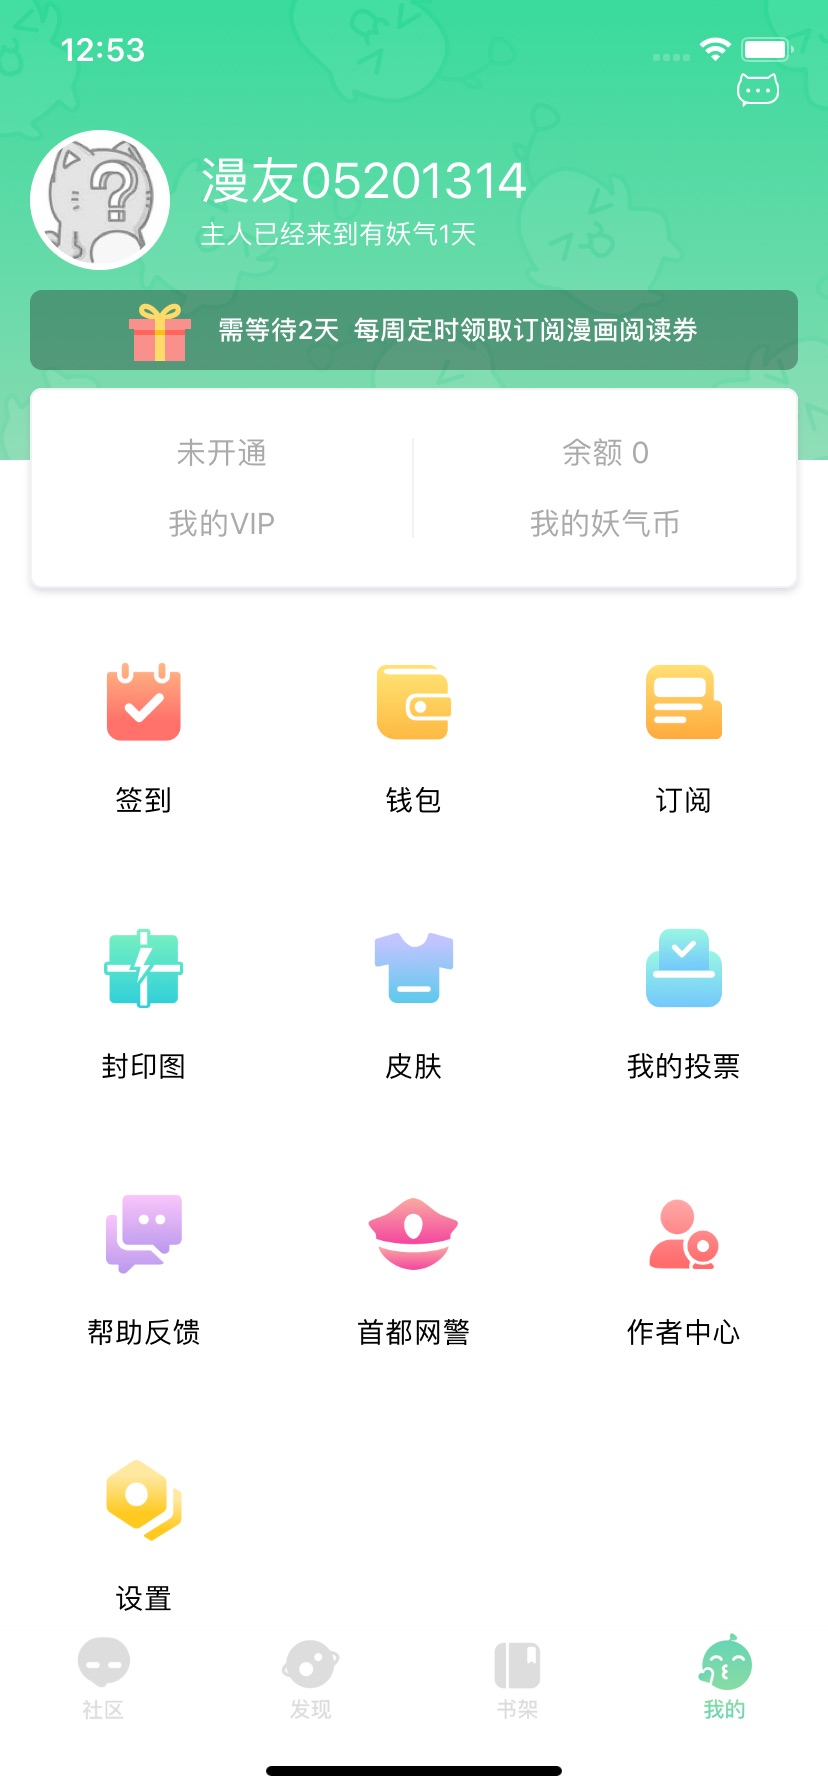 12:53
漫友05201314
主人已经来到有妖气1天
需等待2天 每周定时领取订阅漫画阅读券
未开通
余额 0
我的VIP
我的妖气币
签到
钱包
订阅
封印图
皮肤
我的投票
帮助反馈
首都网警
作者中心
设置
社区
发现
书架
我的